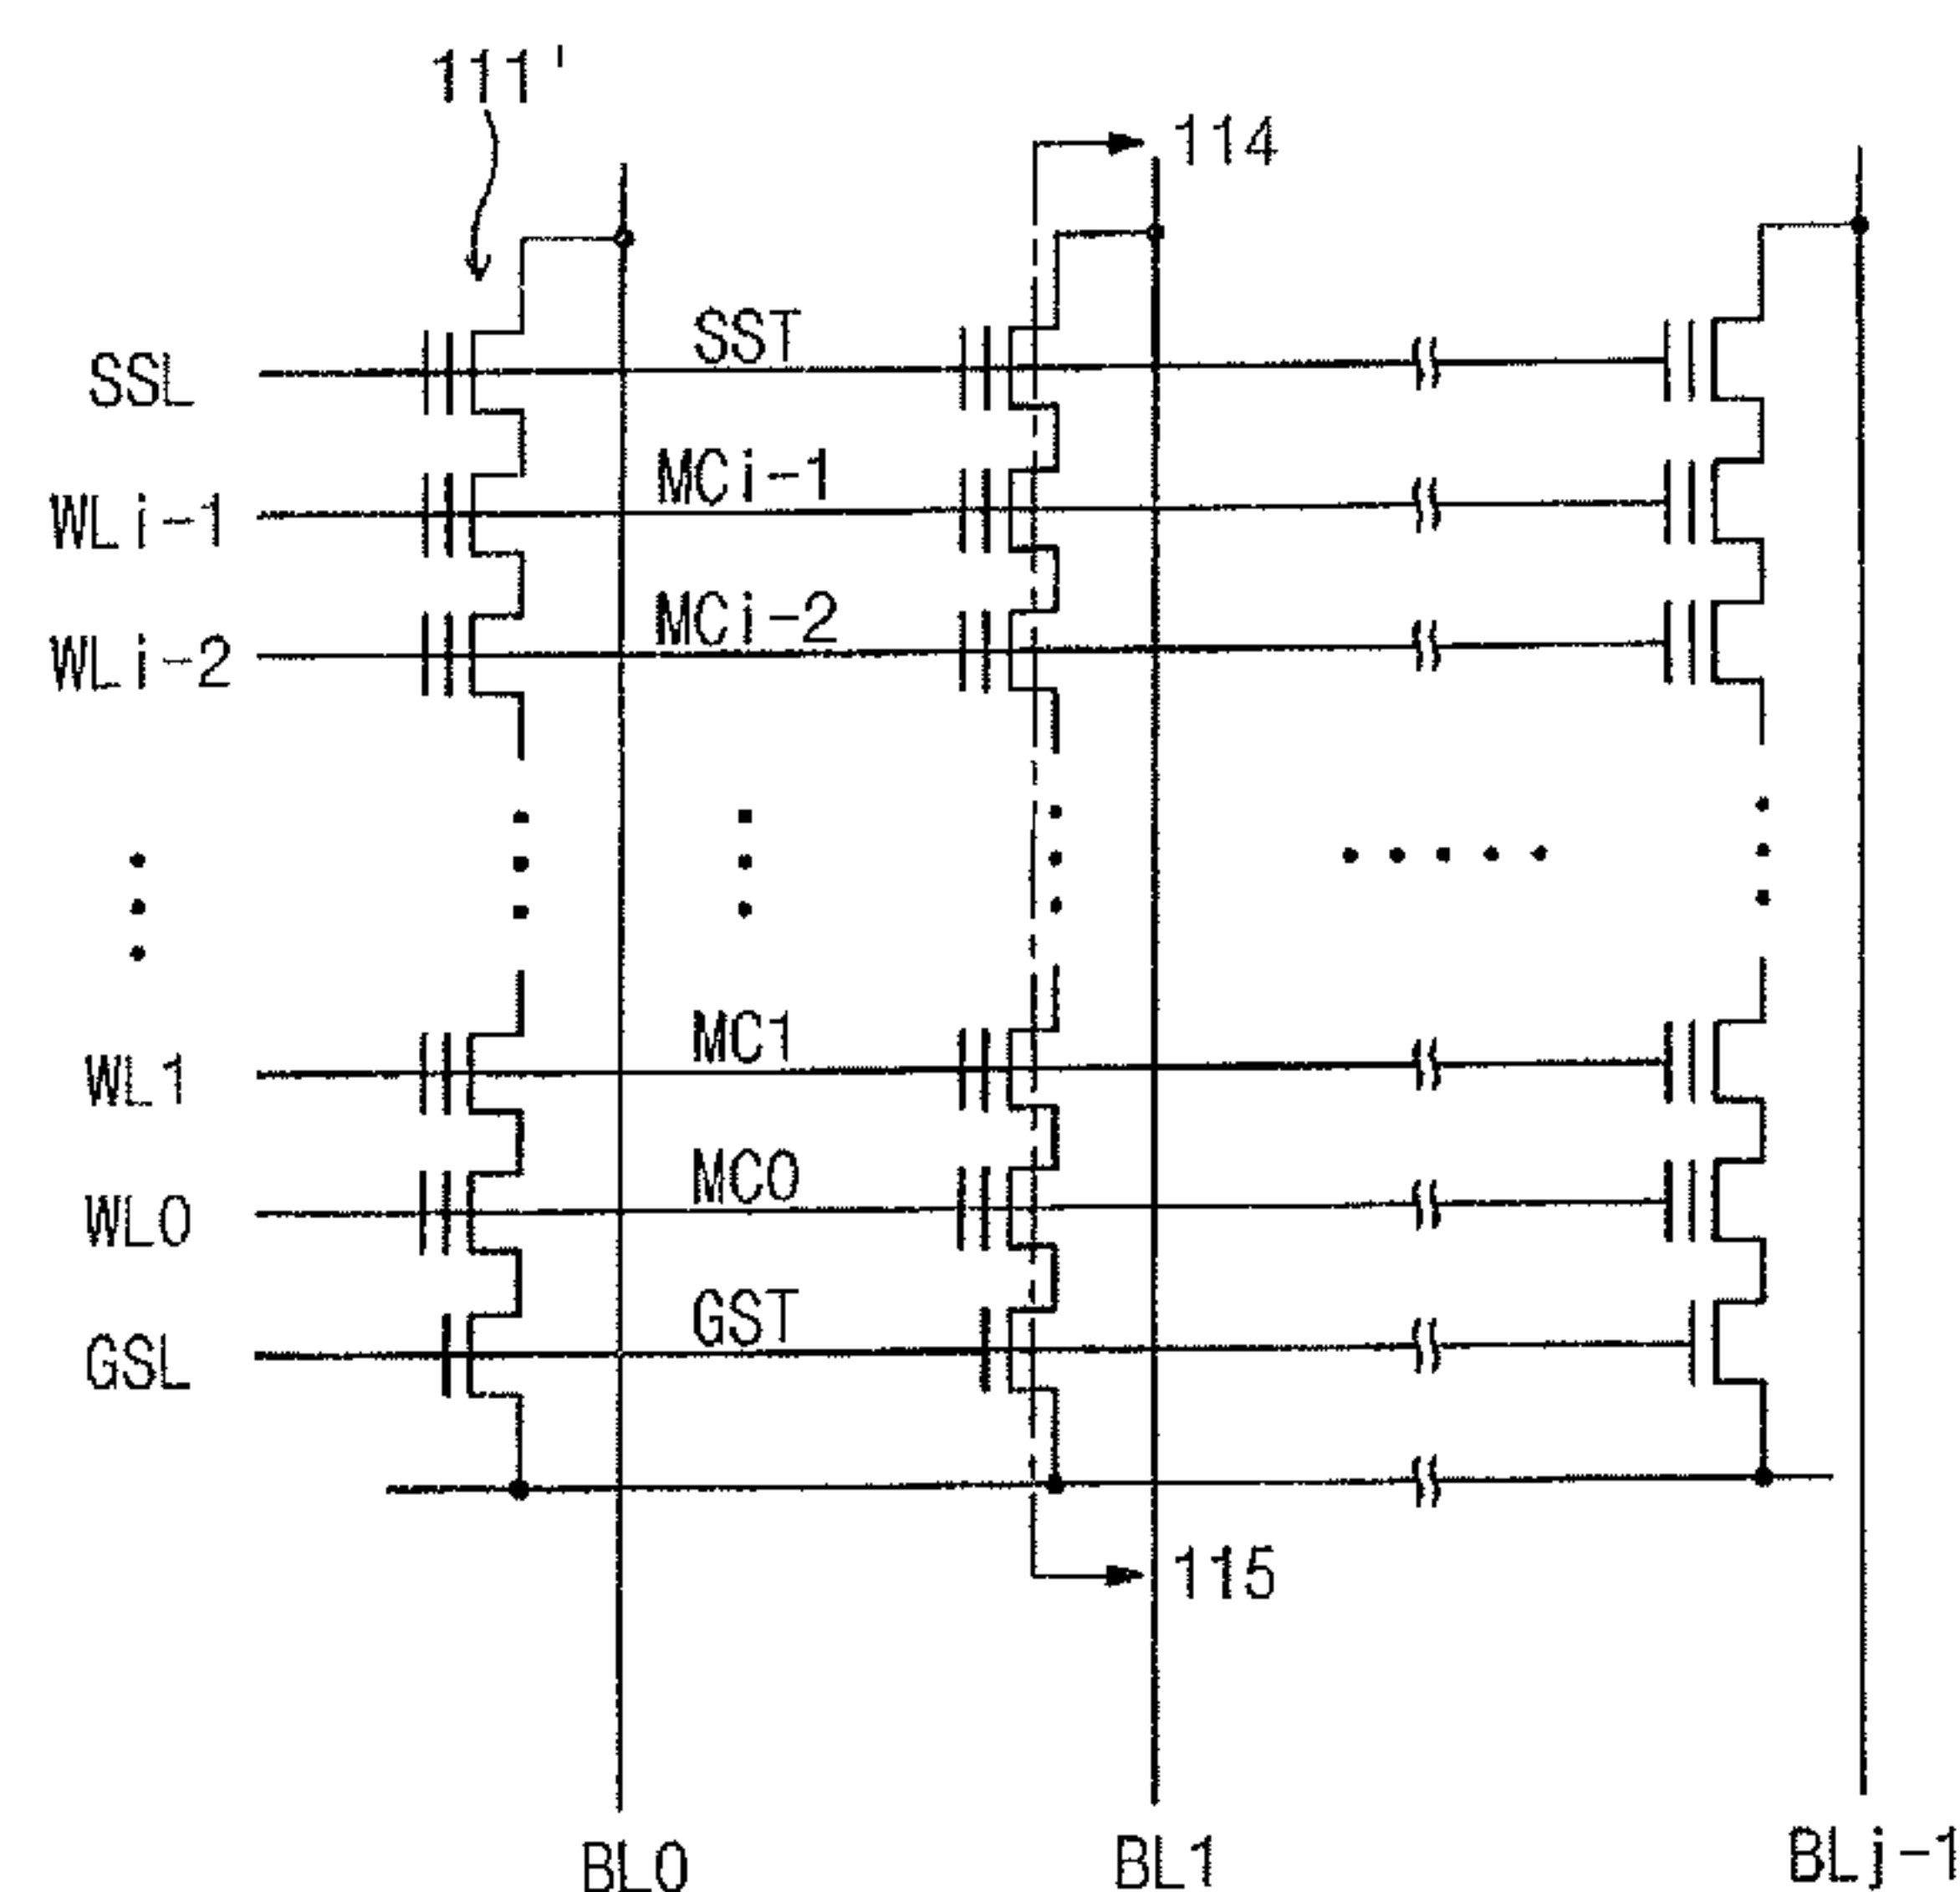 111'
114
SSL
SST
WLi-1
MCi-1
WLi-2
MCi-2
WL1
MC1
WL0
MC0
GSL
GST
115
BL0
BL1
BLj-1